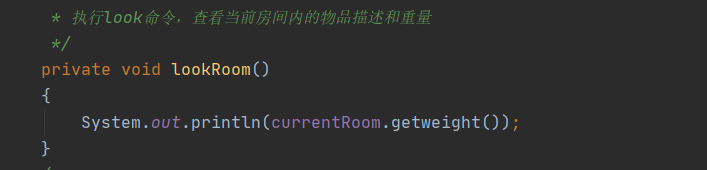 * 执行look命令，查看当前房间内的物品描述和重量
*/
private void lookRoom()
{
System.out.println(currentRoom.getweight());
}